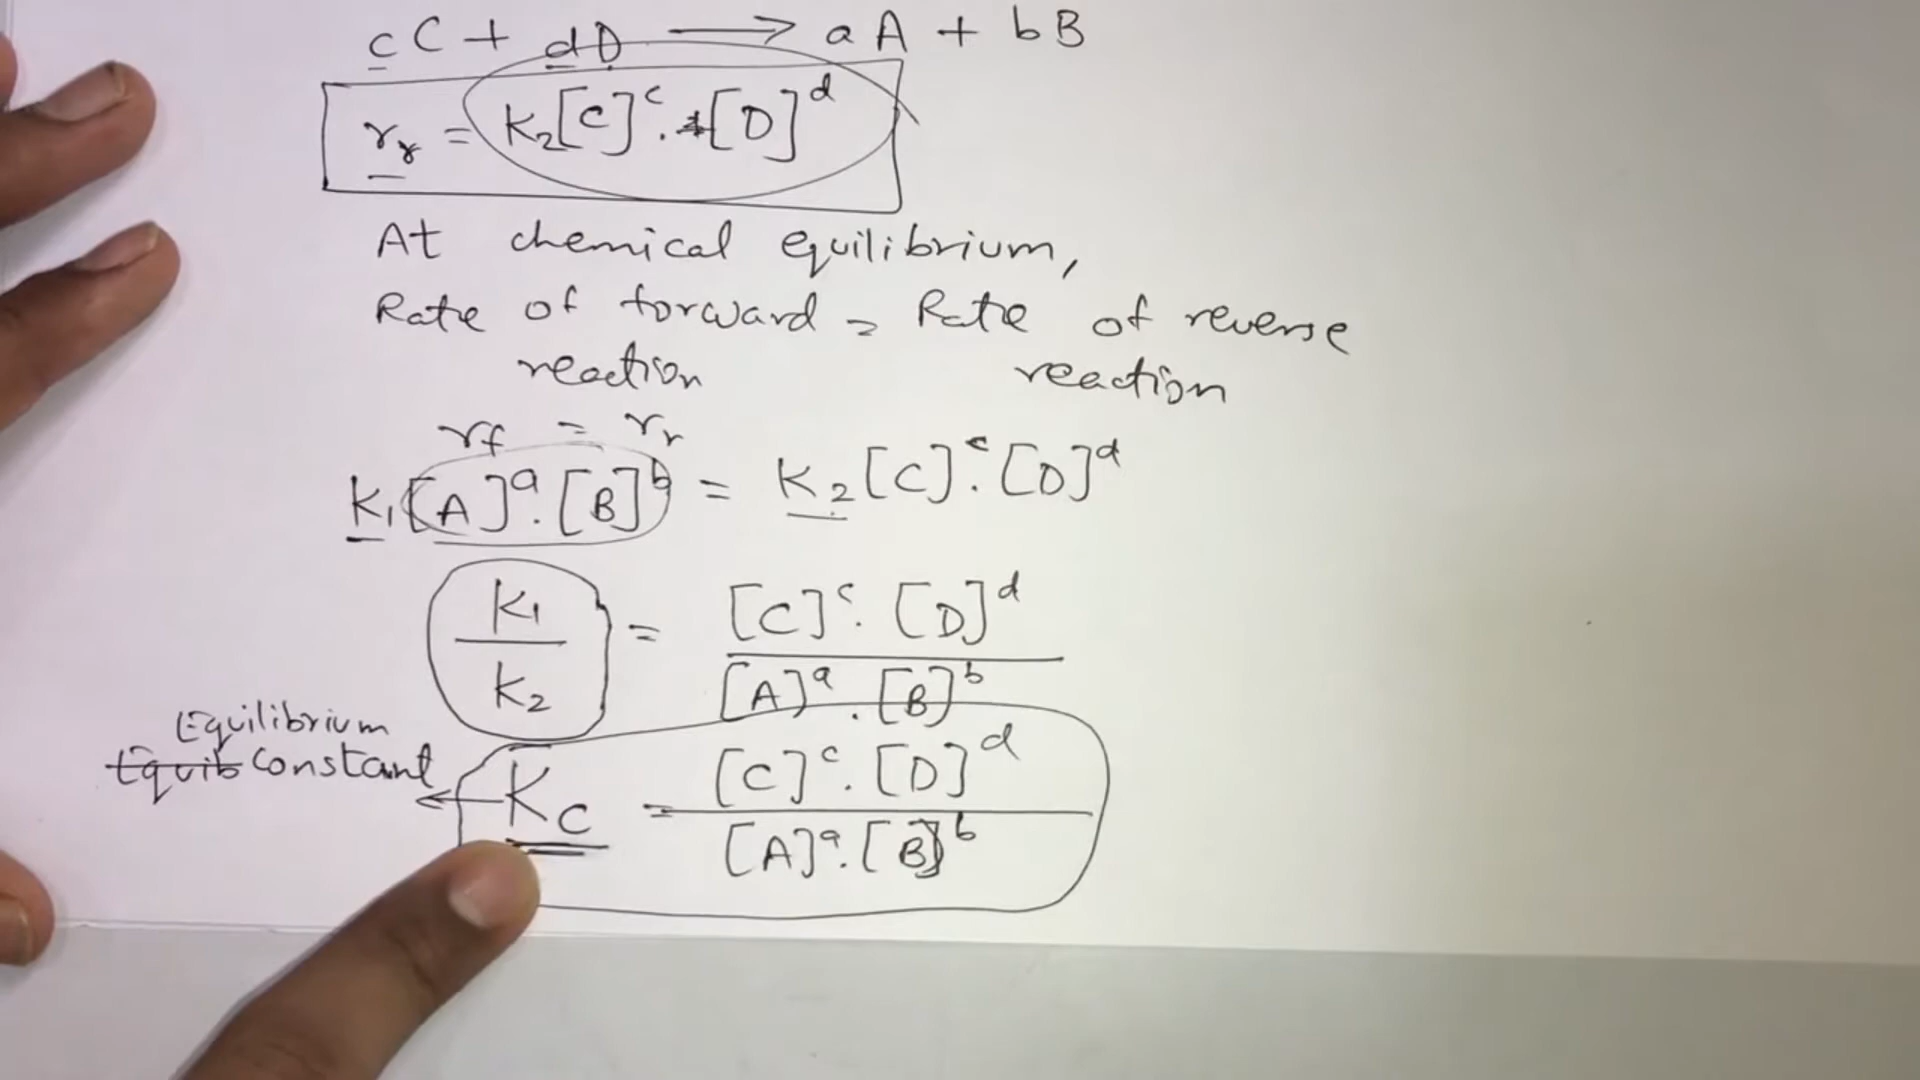 cC + dD ⟶ aA + bB
r_r = K₂[C]ᶜ.[D]ᵈ
At chemical equilibrium,
Rate of forward = Rate of reverse
reaction reaction
r_f = r_r
K₁[A]ᵃ.[B]ᵇ = K₂[C]ᶜ.[D]ᵈ
K₁/K₂ = [C]ᶜ.[D]ᵈ / [A]ᵃ.[B]ᵇ
Equilibrium
Equib constant ← K_C = [C]ᶜ.[D]ᵈ / [A]ᵃ.[B]ᵇ